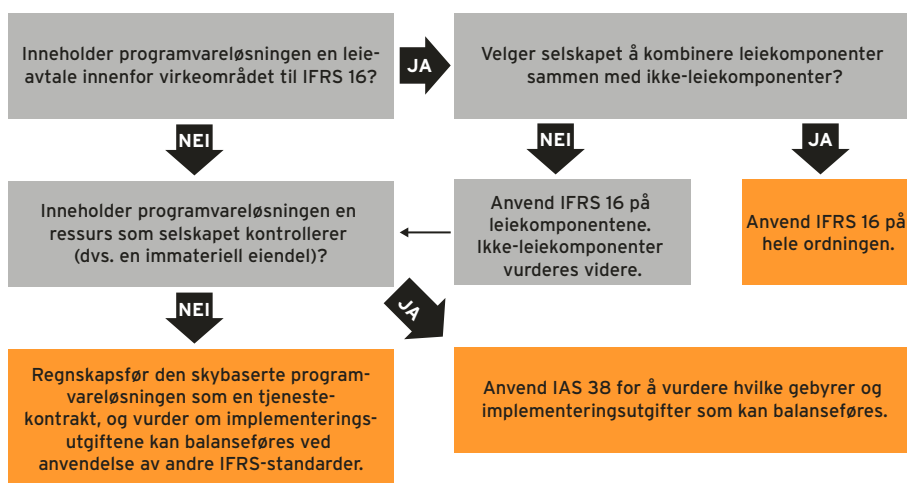 Inneholder programvareløsningen en leie-
avtale innenfor virkeområdet til IFRS 16?
JA
Velger selskapet å kombinere leiekomponenter
sammen med ikke-leiekomponenter?
NEI
NEI
JA
Inneholder programvareløsningen en
ressurs som selskapet kontrollerer
(dvs. en immateriell eiendel)?
Anvend IFRS 16 på
leiekomponentene.
Ikke-leiekomponenter
vurderes videre.
Anvend IFRS 16 på
hele ordningen.
NEI
JA
Regnskapsfør den skybaserte program-
vareløsningen som en tjeneste-
kontrakt, og vurder om implementerings-
utgiftene kan balanseføres ved
anvendelse av andre IFRS-standarder.
Anvend IAS 38 for å vurdere hvilke gebyrer og
implementeringsutgifter som kan balanseføres.